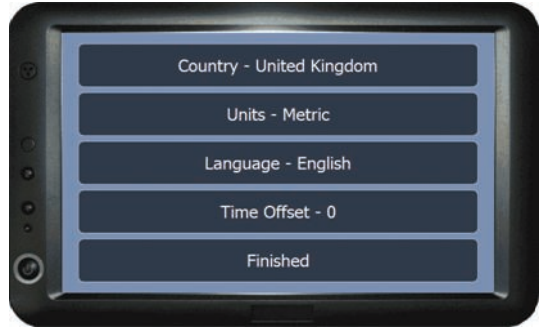 Country - United Kingdom
Units - Metric
Language - English
Time Offset - 0
Finished